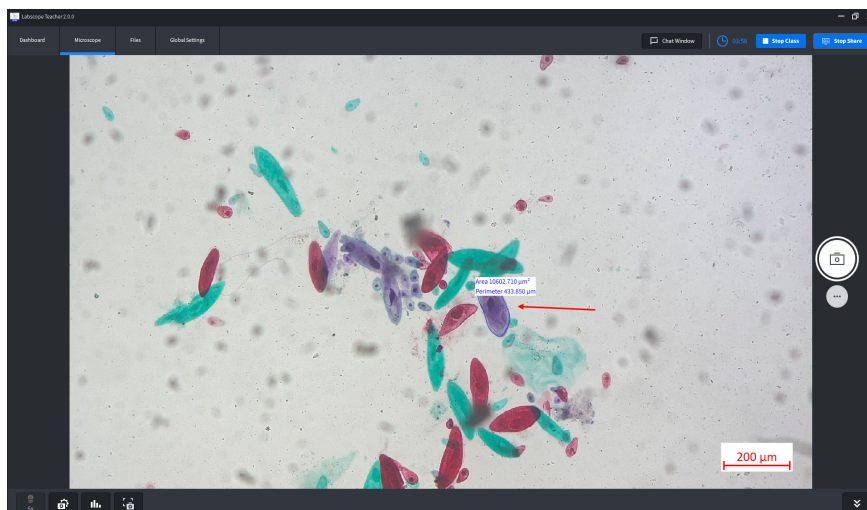 Labscope Teacher 2.0.0
Dashboard
Microscope
Files
Global Settings
Chat Window
03:59
Stop Class
Stop Share
Area 10602.710 µm²
Perimeter 433.850 µm
200 µm